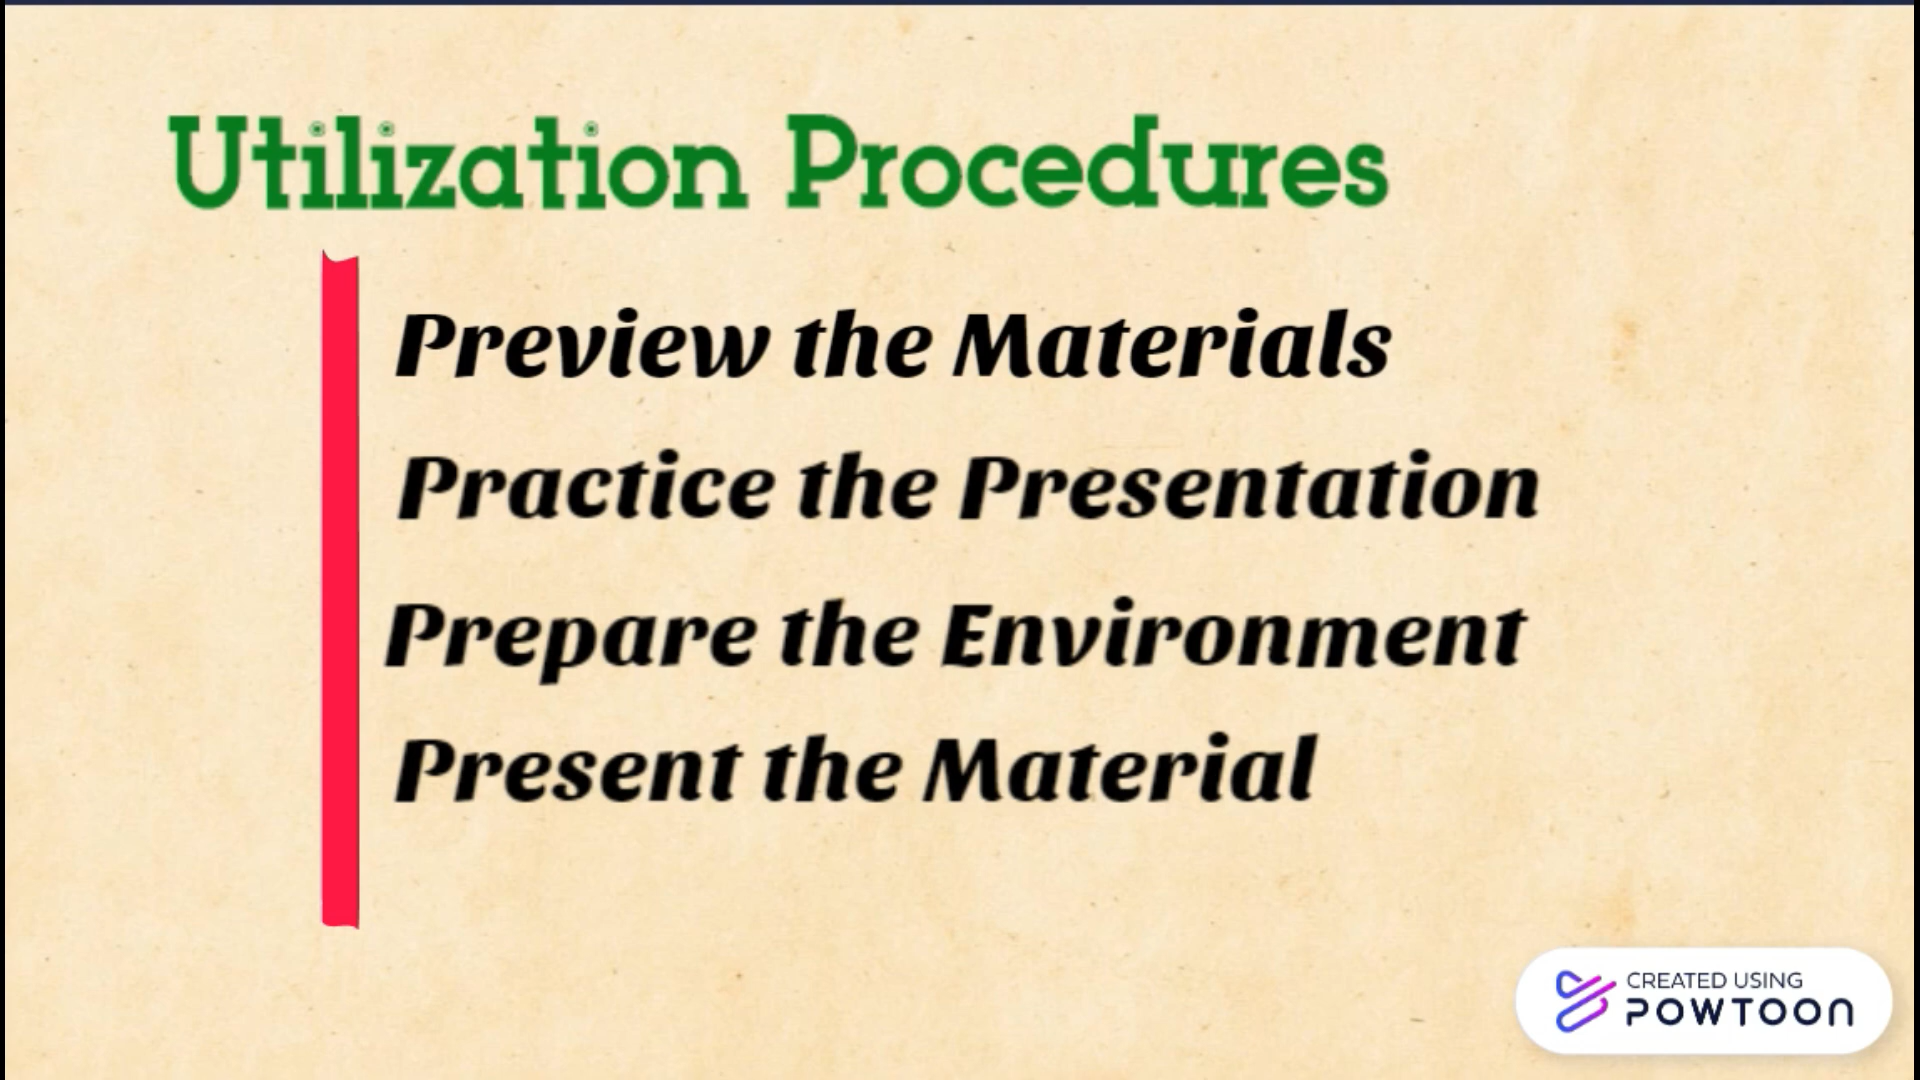 Utilization Procedures
Preview the Materials
Practice the Presentation
Prepare the Environment
Present the Material
CREATED USING
POWTOON